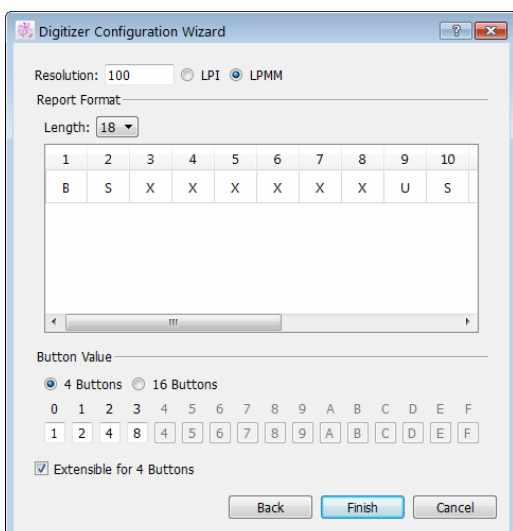 Digitizer Configuration Wizard
Resolution: 100 LPI LPMM
Report Format
Length: 18
1 2 3 4 5 6 7 8 9 10
B S X X X X X X U S
Button Value
4 Buttons 16 Buttons
0 1 2 3 4 5 6 7 8 9 A B C D E F
1 2 4 8 4 5 6 7 8 9 A B C D E F
Extensible for 4 Buttons
Back Finish Cancel